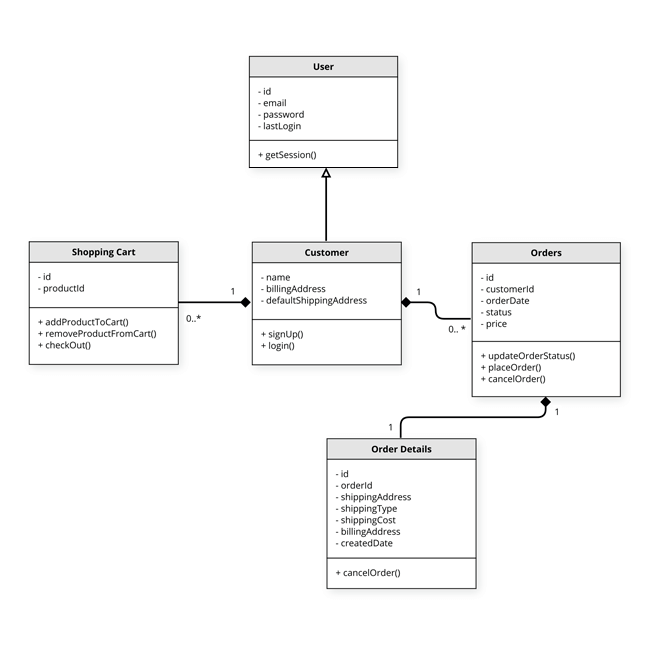 User
- id
- email
- password
- lastLogin
+ getSession()
Shopping Cart
- id
- productId
+ addProductToCart()
+ removeProductFromCart()
+ checkOut()
1
0..*
Customer
- name
- billingAddress
- defaultShippingAddress
+ signUp()
+ login()
1
0.. *
Orders
- id
- customerId
- orderDate
- status
- price
+ updateOrderStatus()
+ placeOrder()
+ cancelOrder()
1
1
Order Details
- id
- orderId
- shippingAddress
- shippingType
- shippingCost
- billingAddress
- createdDate
+ cancelOrder()